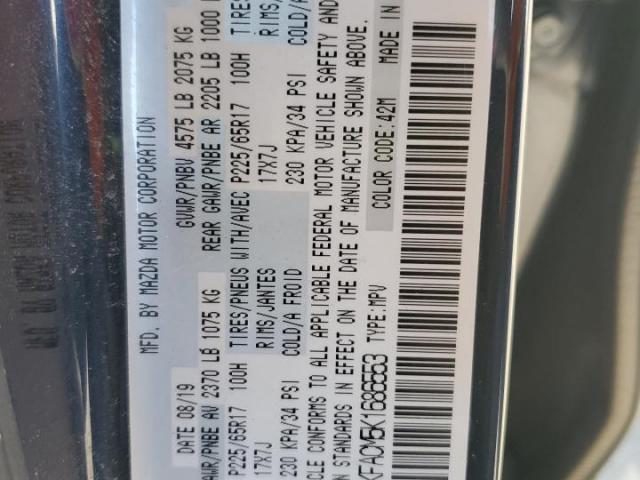 MFD. BY MAZDA MOTOR CORPORATION
DATE 08/19 GVWR/PNBV 4575 LB 2075 KG
GAWR/PNBE AV 2370 LB 1075 KG REAR GAWR/PNBE AR 2205 LB 1000
P225/65R17 100H TIRES/PNEUS WITH/AVEC P225/65R17 100H TIRES
17X7J RIMS/JANTES 17X7J RIMS/
230 KPA/34 PSI COLD/A FROID 230 KPA/34 PSI COLD/A
CLE CONFORMS TO ALL APPLICABLE FEDERAL MOTOR VEHICLE SAFETY AND
STANDARDS IN EFFECT ON THE DATE OF MANUFACTURE SHOWN ABOVE.
KFACM5K1686553 TYPE:MPV COLOR CODE:42M MADE IN